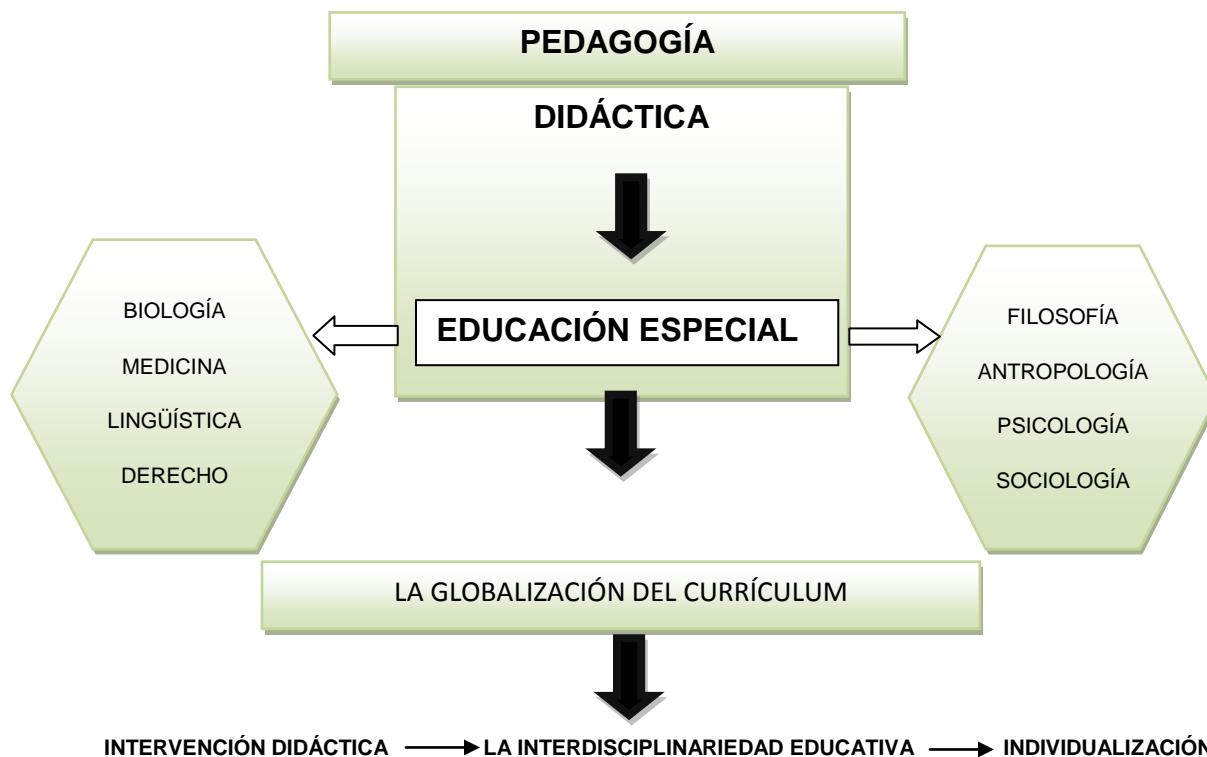 PEDAGOGÍA
DIDÁCTICA
EDUCACIÓN ESPECIAL
BIOLOGÍA
MEDICINA
LINGÜÍSTICA
DERECHO
FILOSOFÍA
ANTROPOLOGÍA
PSICOLOGÍA
SOCIOLOGÍA
LA GLOBALIZACIÓN DEL CURRÍCULUM
INTERVENCIÓN DIDÁCTICA LA INTERDISCIPLINARIEDAD EDUCATIVA INDIVIDUALIZACIÓN